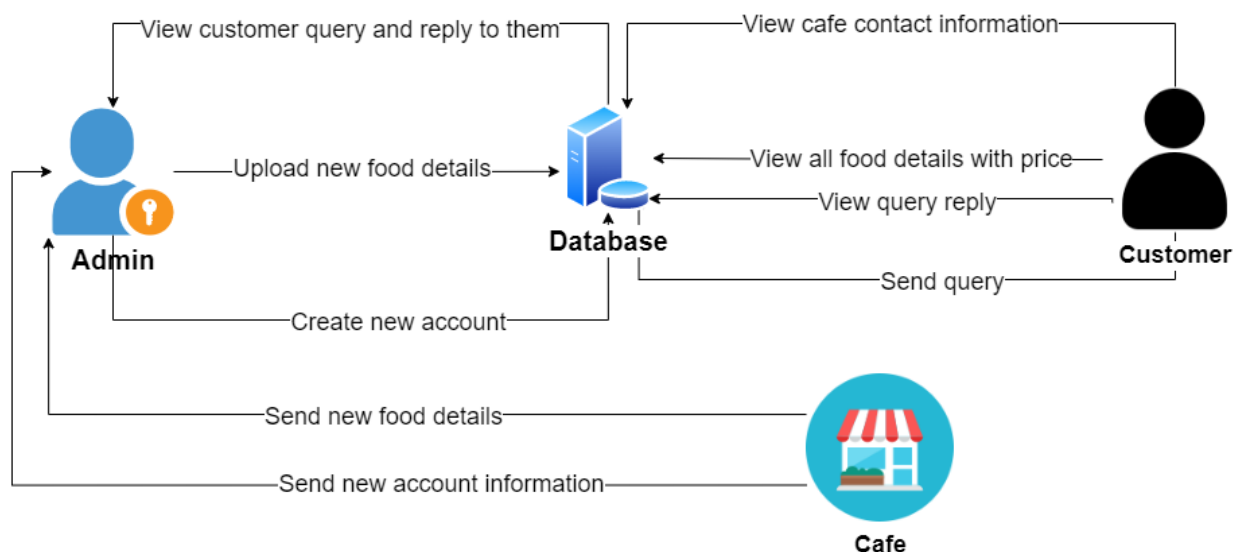 View customer query and reply to them
View cafe contact information
Upload new food details
View all food details with price
View query reply
Database
Customer
Admin
Send query
Create new account
Send new food details
Send new account information
Cafe